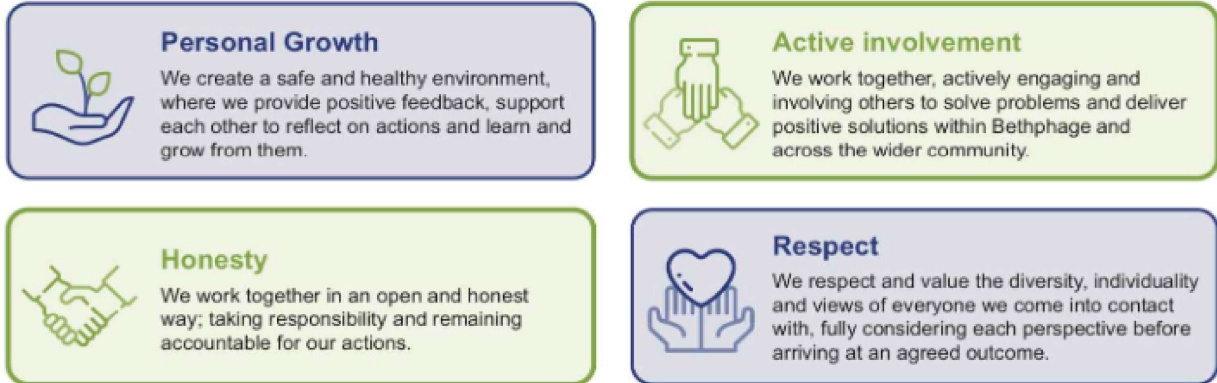 Personal Growth
We create a safe and healthy environment,
where we provide positive feedback, support
each other to reflect on actions and learn and
grow from them.
Active involvement
We work together, actively engaging and
involving others to solve problems and deliver
positive solutions within Bethphage and
across the wider community.
Honesty
We work together in an open and honest
way; taking responsibility and remaining
accountable for our actions.
Respect
We respect and value the diversity, individuality
and views of everyone we come into contact
with, fully considering each perspective before
arriving at an agreed outcome.